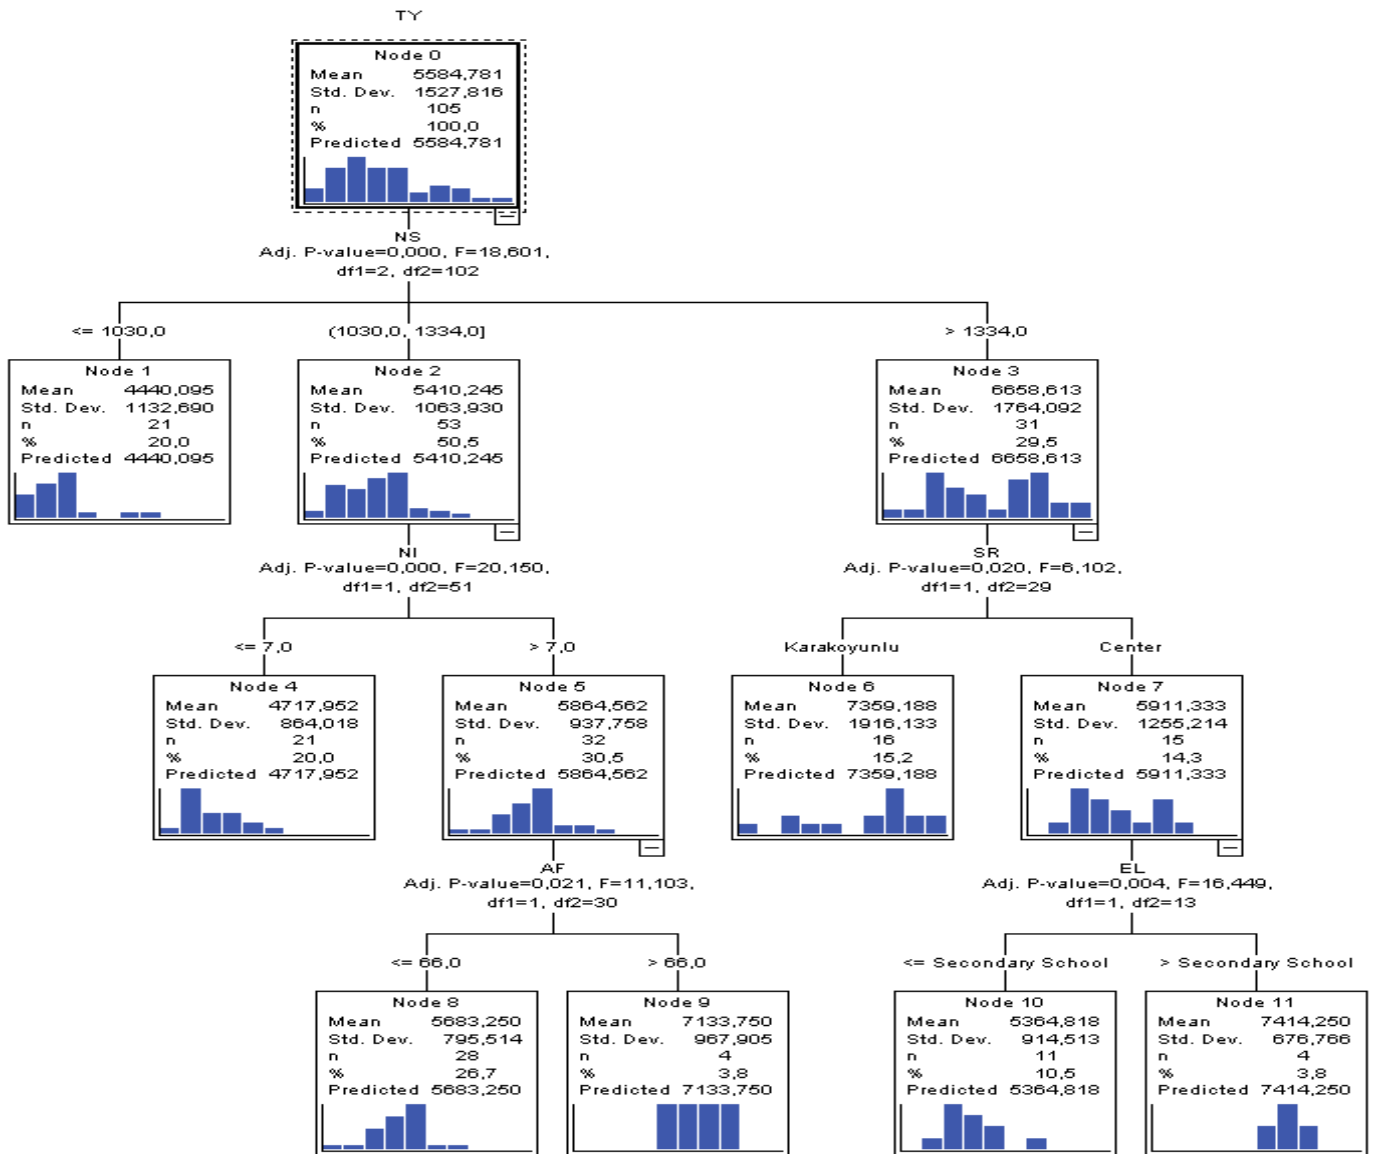 TY
Node 0
Mean 5584,781
Std. Dev. 1527,816
n 105
% 100,0
Predicted 5584,781
NS
Adj. P-value=0,000, F=18,601,
df1=2, df2=102
<= 1030,0
(1030,0, 1334,0]
> 1334,0
Node 1
Mean 4440,095
Std. Dev. 1132,690
n 21
% 20,0
Predicted 4440,095
Node 2
Mean 5410,245
Std. Dev. 1063,930
n 53
% 50,5
Predicted 5410,245
Node 3
Mean 6658,613
Std. Dev. 1764,092
n 31
% 29,5
Predicted 6658,613
NI
Adj. P-value=0,000, F=20,150,
df1=1, df2=51
SR
Adj. P-value=0,020, F=6,102,
df1=1, df2=29
<= 7,0
> 7,0
Karakoyunlu
Center
Node 4
Mean 4717,952
Std. Dev. 864,018
n 21
% 20,0
Predicted 4717,952
Node 5
Mean 5864,562
Std. Dev. 937,758
n 32
% 30,5
Predicted 5864,562
Node 6
Mean 7359,188
Std. Dev. 1916,133
n 16
% 15,2
Predicted 7359,188
Node 7
Mean 5911,333
Std. Dev. 1255,214
n 15
% 14,3
Predicted 5911,333
AF
Adj. P-value=0,021, F=11,103,
df1=1, df2=30
EL
Adj. P-value=0,004, F=16,449,
df1=1, df2=13
<= 66,0
> 66,0
<= Secondary School
> Secondary School
Node 8
Mean 5683,250
Std. Dev. 795,514
n 28
% 26,7
Predicted 5683,250
Node 9
Mean 7133,750
Std. Dev. 967,905
n 4
% 3,8
Predicted 7133,750
Node 10
Mean 5364,818
Std. Dev. 914,513
n 11
% 10,5
Predicted 5364,818
Node 11
Mean 7414,250
Std. Dev. 676,766
n 4
% 3,8
Predicted 7414,250